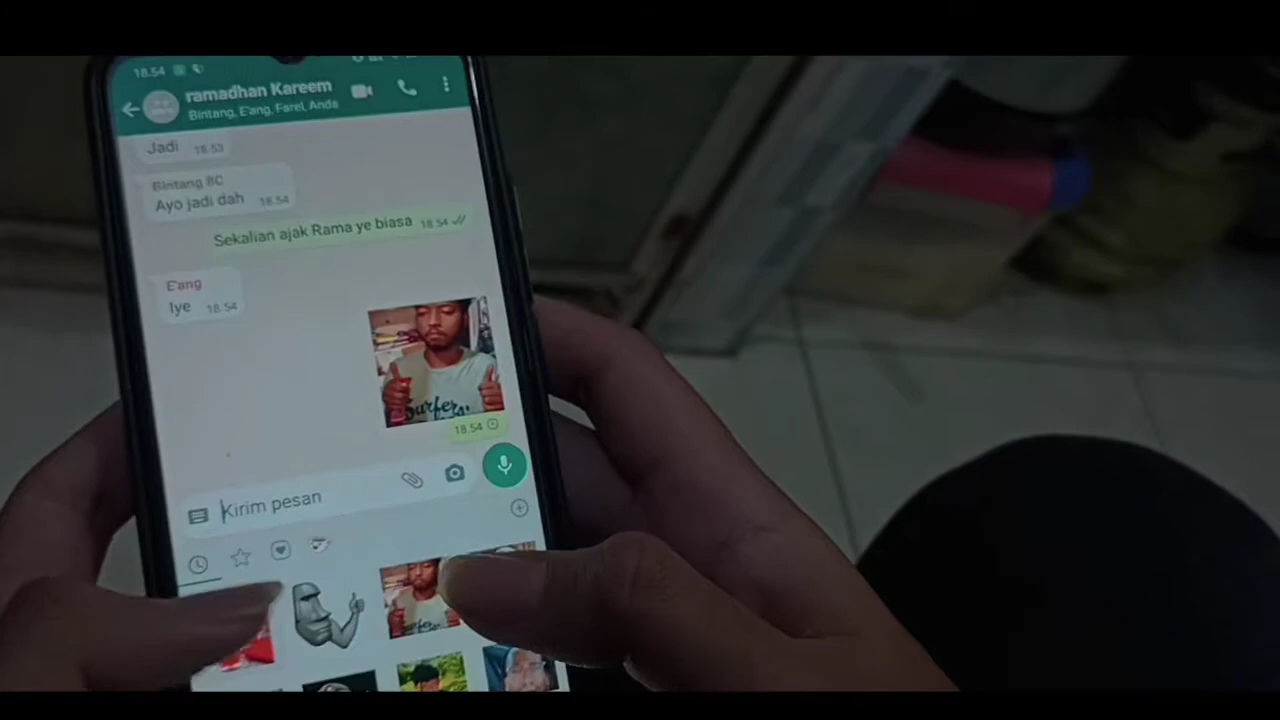 18.54
ramadhan Kareem
Bintang, E'ang, Farel, Anda
Jadi 18.53
Bintang BC
Ayo jadi dah 18.54
Sekalian ajak Rama ye biasa 18.54
E'ang
Iye 18.54
Surfers
18.54
Kirim pesan